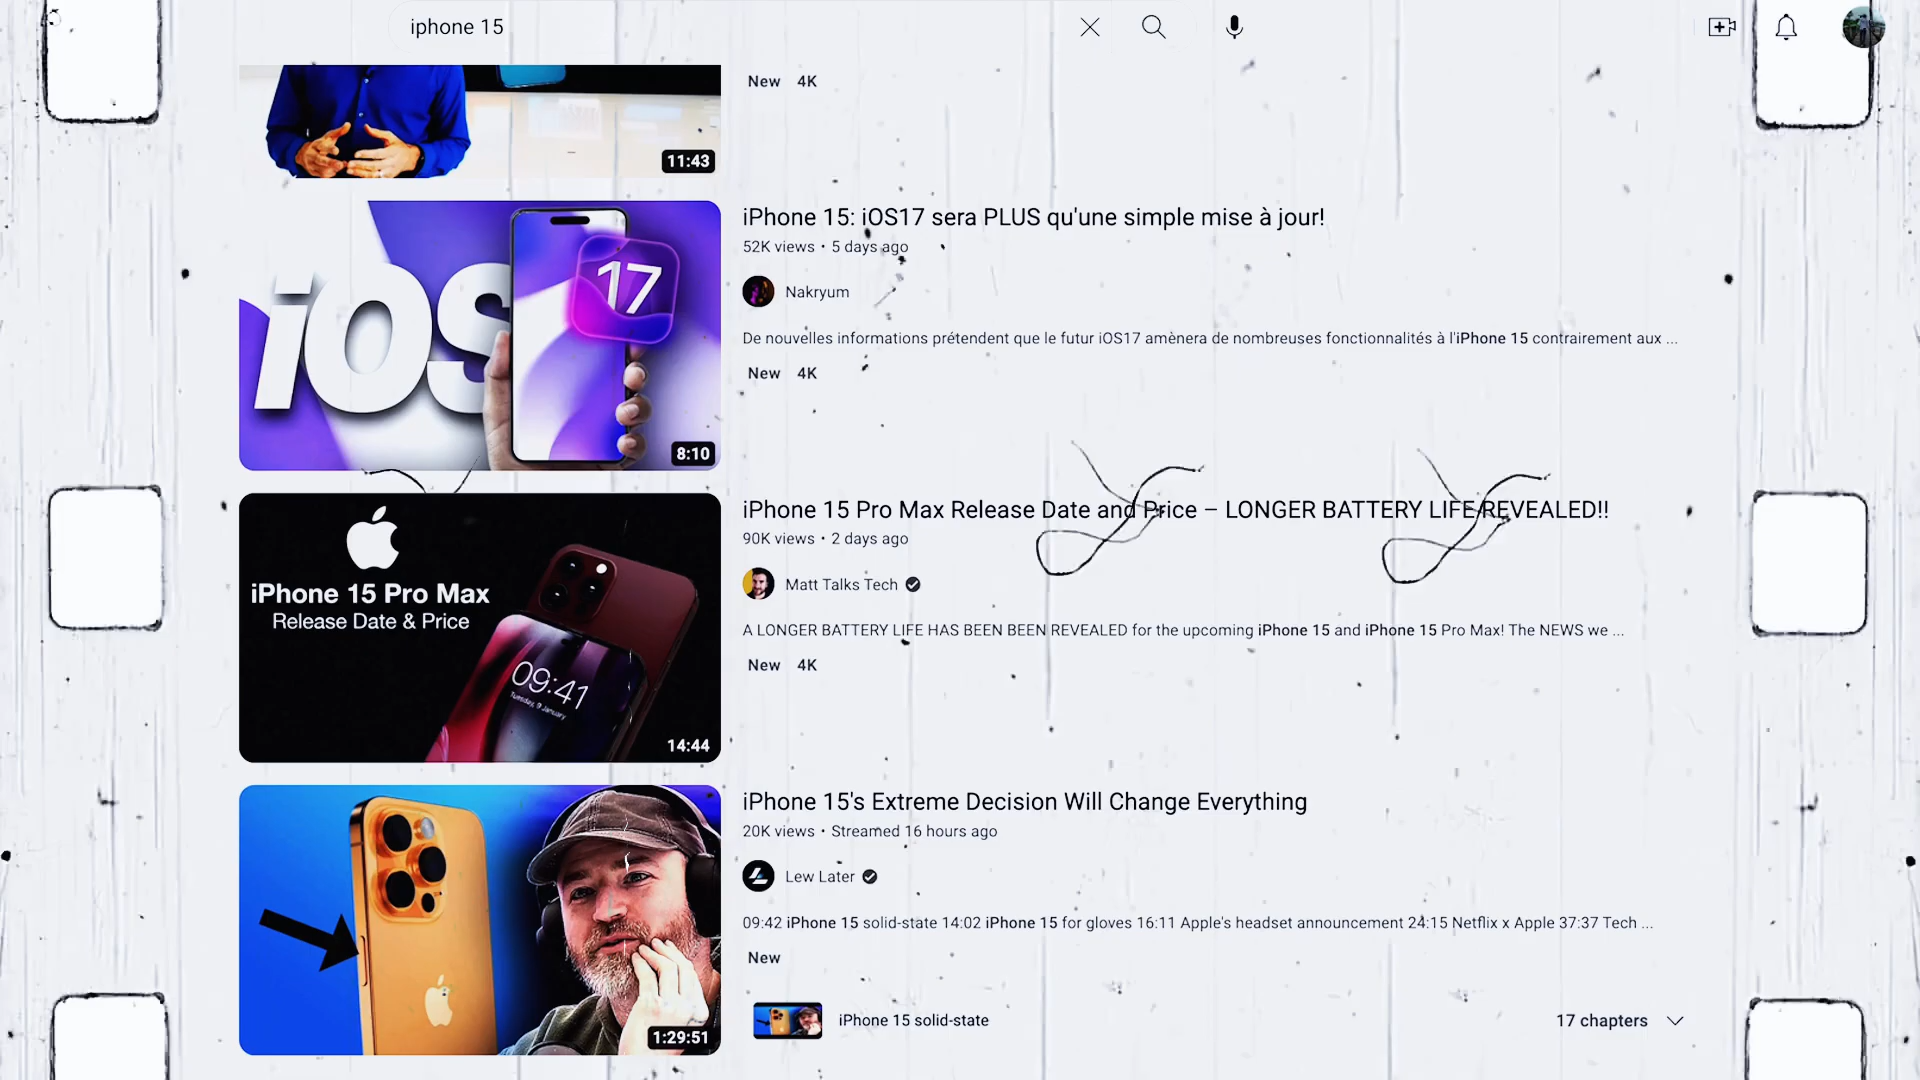 iphone 15
New 4K
11:43
iPhone 15: iOS17 sera PLUS qu'une simple mise à jour!
52K views • 5 days ago
Nakryum
De nouvelles informations prétendent que le futur iOS17 amènera de nombreuses fonctionnalités à l'iPhone 15 contrairement aux ...
New 4K
iOS
17
8:10
iPhone 15 Pro Max Release Date and Price – LONGER BATTERY LIFE REVEALED!!
90K views • 2 days ago
Matt Talks Tech
A LONGER BATTERY LIFE HAS BEEN BEEN REVEALED for the upcoming iPhone 15 and iPhone 15 Pro Max! The NEWS we ...
New 4K
iPhone 15 Pro Max
Release Date & Price
09:41
Tuesday, 9 January
14:44
iPhone 15's Extreme Decision Will Change Everything
20K views • Streamed 16 hours ago
Lew Later
09:42 iPhone 15 solid-state 14:02 iPhone 15 for gloves 16:11 Apple's headset announcement 24:15 Netflix x Apple 37:37 Tech ...
New
1:29:51
iPhone 15 solid-state
17 chapters